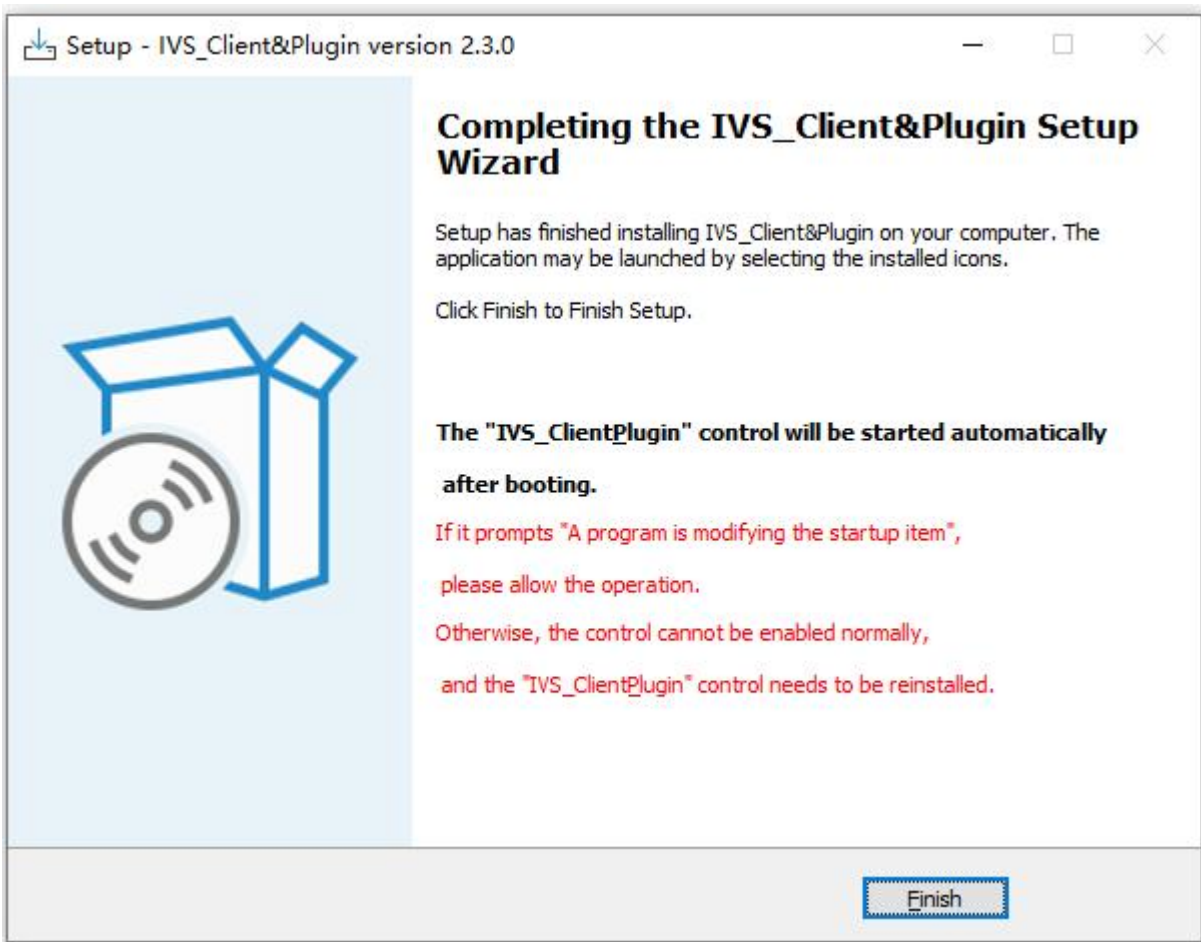 Setup - IVS_Client&Plugin version 2.3.0
Completing the IVS_Client&Plugin Setup
Wizard
Setup has finished installing IVS_Client&Plugin on your computer. The
application may be launched by selecting the installed icons.
Click Finish to Finish Setup.
The "IVS_ClientPlugin" control will be started automatically
after booting.
If it prompts "A program is modifying the startup item",
please allow the operation.
Otherwise, the control cannot be enabled normally,
and the "IVS_ClientPlugin" control needs to be reinstalled.
Finish